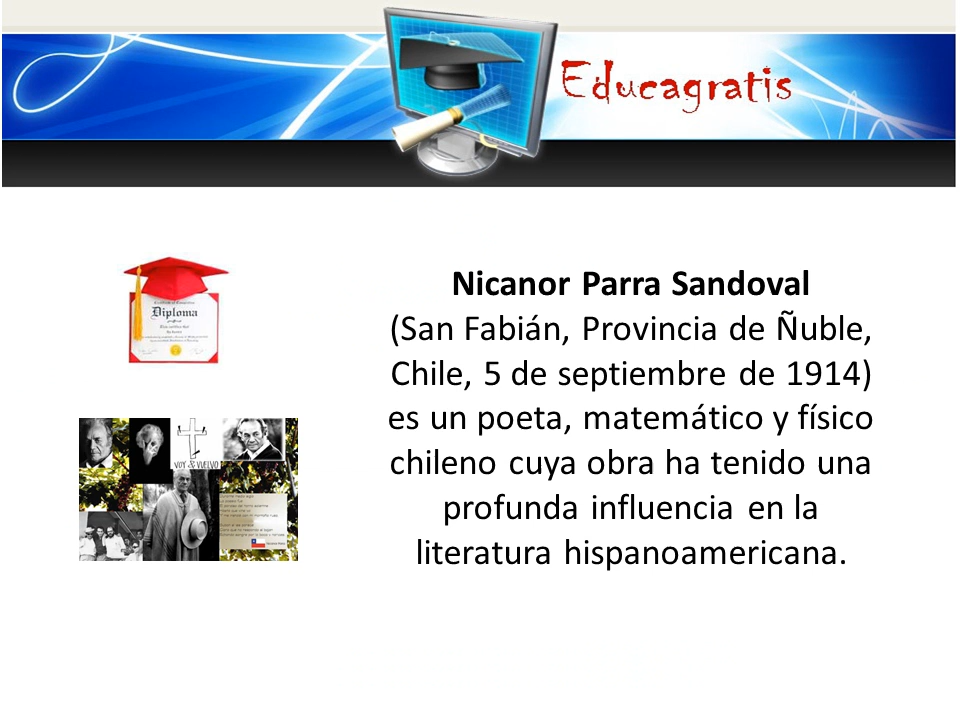 Educagratis
Nicanor Parra Sandoval
(San Fabián, Provincia de Ñuble,
Chile, 5 de septiembre de 1914)
es un poeta, matemático y físico
chileno cuya obra ha tenido una
profunda influencia en la
literatura hispanoamericana.
Diploma
VOY & VUELVO